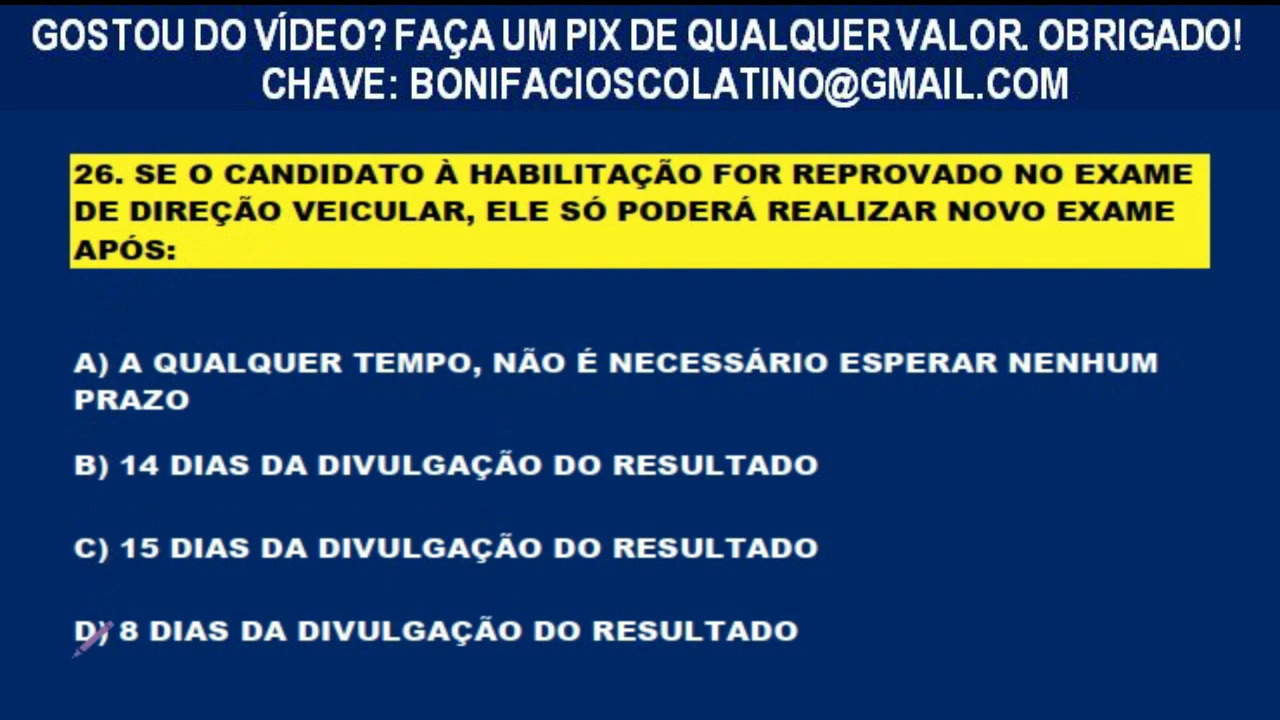 GOSTOU DO VÍDEO? FAÇA UM PIX DE QUALQUER VALOR. OBRIGADO!
CHAVE: BONIFACIOSCOLATINO@GMAIL.COM
26. SE O CANDIDATO À HABILITAÇÃO FOR REPROVADO NO EXAME
DE DIREÇÃO VEICULAR, ELE SÓ PODERÁ REALIZAR NOVO EXAME
APÓS:
A) A QUALQUER TEMPO, NÃO É NECESSÁRIO ESPERAR NENHUM
PRAZO
B) 14 DIAS DA DIVULGAÇÃO DO RESULTADO
C) 15 DIAS DA DIVULGAÇÃO DO RESULTADO
D) 8 DIAS DA DIVULGAÇÃO DO RESULTADO